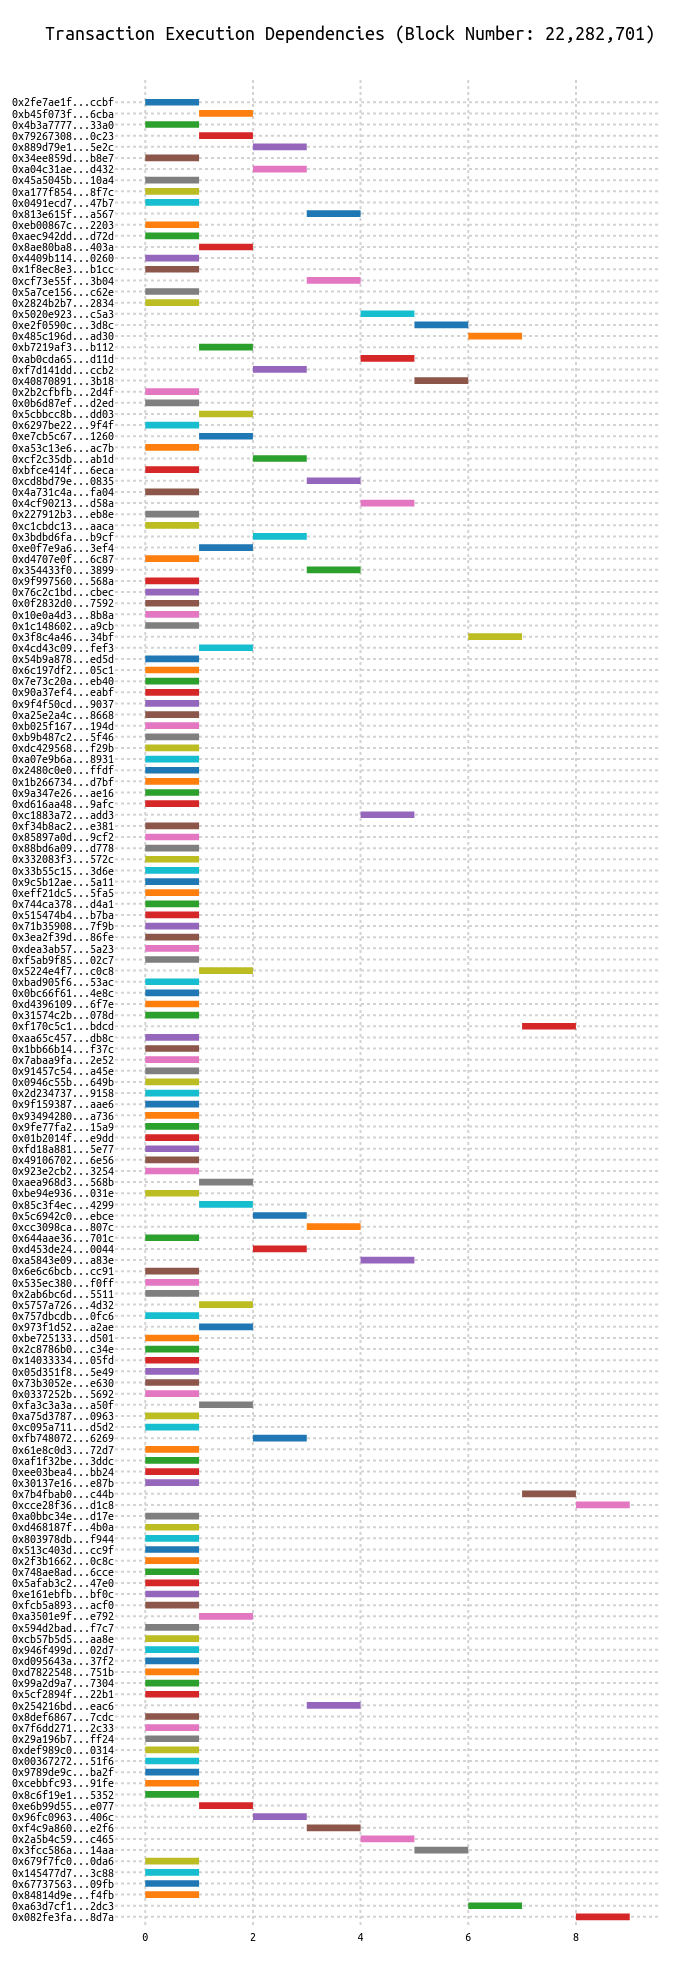 Transaction Execution Dependencies (Block Number: 22,282,701)
0x2fe7ae1f...ccbf
0xb45f073f...6cba
0x4b3a7777...33a0
0x79267308...0c23
0x889d79e1...5e2c
0x34ee859d...b8e7
0xa04c31ae...d432
0x45a5045b...10a4
0xa177f854...8f7c
0x0491ecd7...47b7
0x813e615f...a567
0xeb00867c...2203
0xaec942dd...d72d
0x8ae80ba8...403a
0x4409b114...0260
0x1f8ec8e3...b1cc
0xcf73e55f...3b04
0x5a7ce156...c62e
0x2824b2b7...2834
0x5020e923...c5a3
0xe2f0590c...3d8c
0x485c196d...ad30
0xb7219af3...b112
0xab0cda65...d11d
0xf7d141dd...ccb2
0x40870891...3b18
0x2b2cfbfb...2d4f
0x0b6d87ef...d2ed
0x5cbbcc8b...dd03
0x6297be22...9f4f
0xe7cb5c67...1260
0xa53c13e6...ac7b
0xcf2c35db...ab1d
0xbfce414f...6eca
0xcd8bd79e...0835
0x4a731c4a...fa04
0x4cf90213...d58a
0x227912b3...eb8e
0xc1cbdc13...aaca
0x3bdbd6fa...b9cf
0xe0f7e9a6...3ef4
0xd4707e0f...6c87
0x354433f0...3899
0x9f997560...568a
0x76c2c1bd...cbec
0x0f2832d0...7592
0x10e0a4d3...8b8a
0x1c148602...a9cb
0x3f8c4a46...34bf
0x4cd43c09...fef3
0x54b9a878...ed5d
0x6c197df2...05c1
0x7e73c20a...eb40
0x90a37ef4...eabf
0x9f4f50cd...9037
0xa25e2a4c...8668
0xb025f167...194d
0xb9b487c2...5f46
0xdc429568...f29b
0xa07e9b6a...8931
0x2480c0e0...ffdf
0x1b266734...d7bf
0x9a347e26...ae16
0xd616aa48...9afc
0xc1883a72...add3
0xf34b8ac2...e381
0x85897a0d...9cf2
0x88bd6a09...d778
0x332083f3...572c
0x33b55c15...3d6e
0x9c5b12ae...5a11
0xeff21dc5...5fa5
0x744ca378...d4a1
0x515474b4...b7ba
0x71b35908...7f9b
0x3ea2f39d...86fe
0xdea3ab57...5a23
0xf5ab9f85...02c7
0x5224e4f7...c0c8
0xbad905f6...53ac
0x0bc66f61...4e8c
0xd4396109...6f7e
0x31574c2b...078d
0xf170c5c1...bdcd
0xaa65c457...db8c
0x1bb66b14...f37c
0x7abaa9fa...2e52
0x91457c54...a45e
0x0946c55b...649b
0x2d234737...9158
0x9f159387...aae6
0x93494280...a736
0x9fe77fa2...15a9
0x01b2014f...e9dd
0xfd18a881...5e77
0x49106702...6e56
0x923e2cb2...3254
0xaea968d3...568b
0xbe94e936...031e
0x85c3f4ec...4299
0x5c6942c0...ebce
0xcc3098ca...807c
0x644aae36...701c
0xd453de24...0044
0xa5843e09...a83e
0x6e6c6bcb...cc91
0x535ec380...f0ff
0x2ab6bc6d...5511
0x5757a726...4d32
0x757dbcdb...0fc6
0x973f1d52...a2ae
0xbe725133...d501
0x2c8786b0...c34e
0x14033334...05fd
0x05d351f8...5e49
0x73b3052e...e630
0x0337252b...5692
0xfa3c3a3a...a50f
0xa75d3787...0963
0xc095a711...d5d2
0xfb748072...6269
0x61e8c0d3...72d7
0xaf1f32be...3ddc
0xee03bea4...bb24
0x30137e16...e87b
0x7b4fbab0...c44b
0xcce28f36...d1c8
0xa0bbc34e...d17e
0xd468187f...4b0a
0x803978db...f944
0x513c403d...cc9f
0x2f3b1662...0c8c
0x748ae8ad...6cce
0x5afab3c2...47e0
0xe161ebfb...bf0c
0xfcb5a893...acf0
0xa3501e9f...e792
0x594d2bad...f7c7
0xcb57b5d5...aa8e
0x946f499d...02d7
0xd095643a...37f2
0xd7822548...751b
0x99a2d9a7...7304
0x5cf2894f...22b1
0x254216bd...eac6
0x8def6867...7cdc
0x7f6dd271...2c33
0x29a196b7...ff24
0xdef989c0...0314
0x00367272...51f6
0x9789de9c...ba2f
0xcebbfc93...91fe
0x8c6f19e1...5352
0xe6b99d55...e077
0x96fc0963...406c
0xf4c9a860...e2f6
0x2a5b4c59...c465
0x3fcc586a...14aa
0x679f7fc0...0da6
0x145477d7...3c88
0x67737563...09fb
0x84814d9e...f4fb
0xa63d7cf1...2dc3
0x082fe3fa...8d7a
0 2 4 6 8